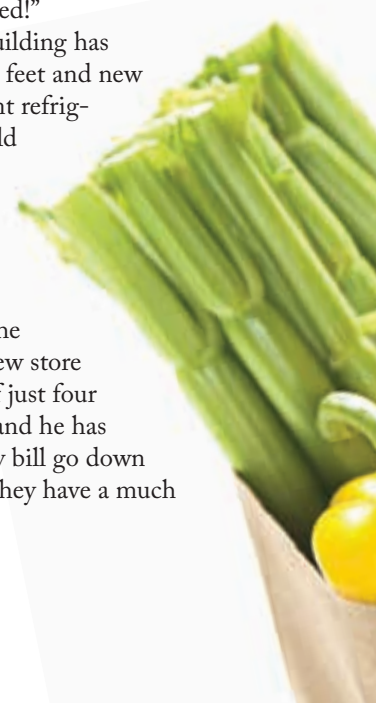 ed!”
uilding has
feet and new
nt refrig-
ld
he
ew store
f just four
and he has
y bill go down
hey have a much